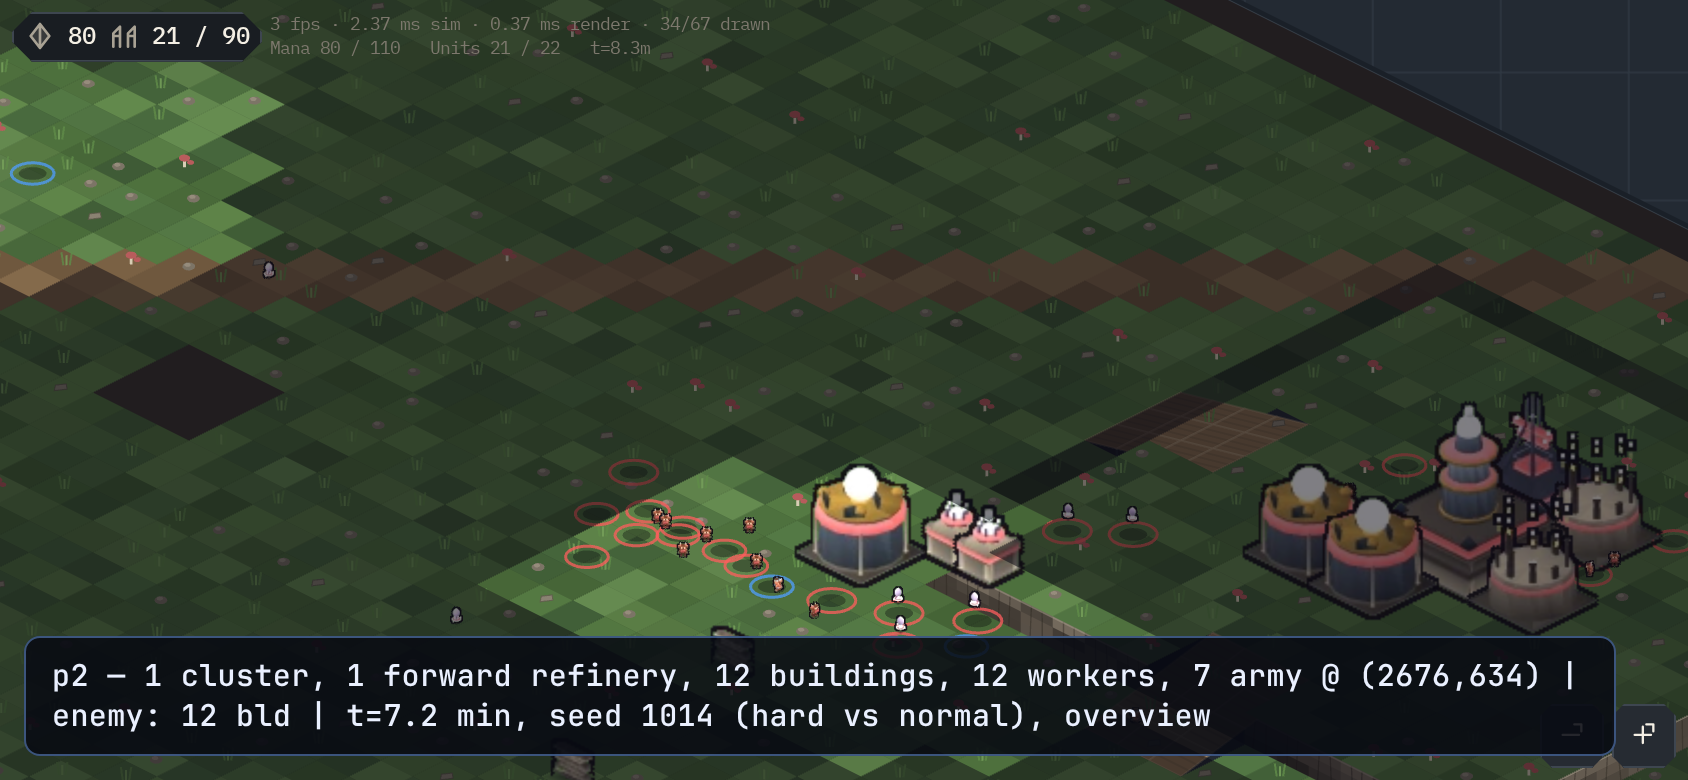 80 21 / 90
3 fps · 2.37 ms sim · 0.37 ms render · 34/67 drawn
Mana 80 / 110 Units 21 / 22 t=8.3m
p2 — 1 cluster, 1 forward refinery, 12 buildings, 12 workers, 7 army @ (2676,634) |
enemy: 12 bld | t=7.2 min, seed 1014 (hard vs normal), overview